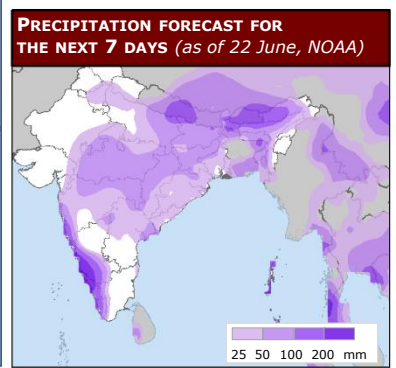 PRECIPITATION FORECAST FOR
THE NEXT 7 DAYS (as of 22 June, NOAA)
25 50 100 200 mm